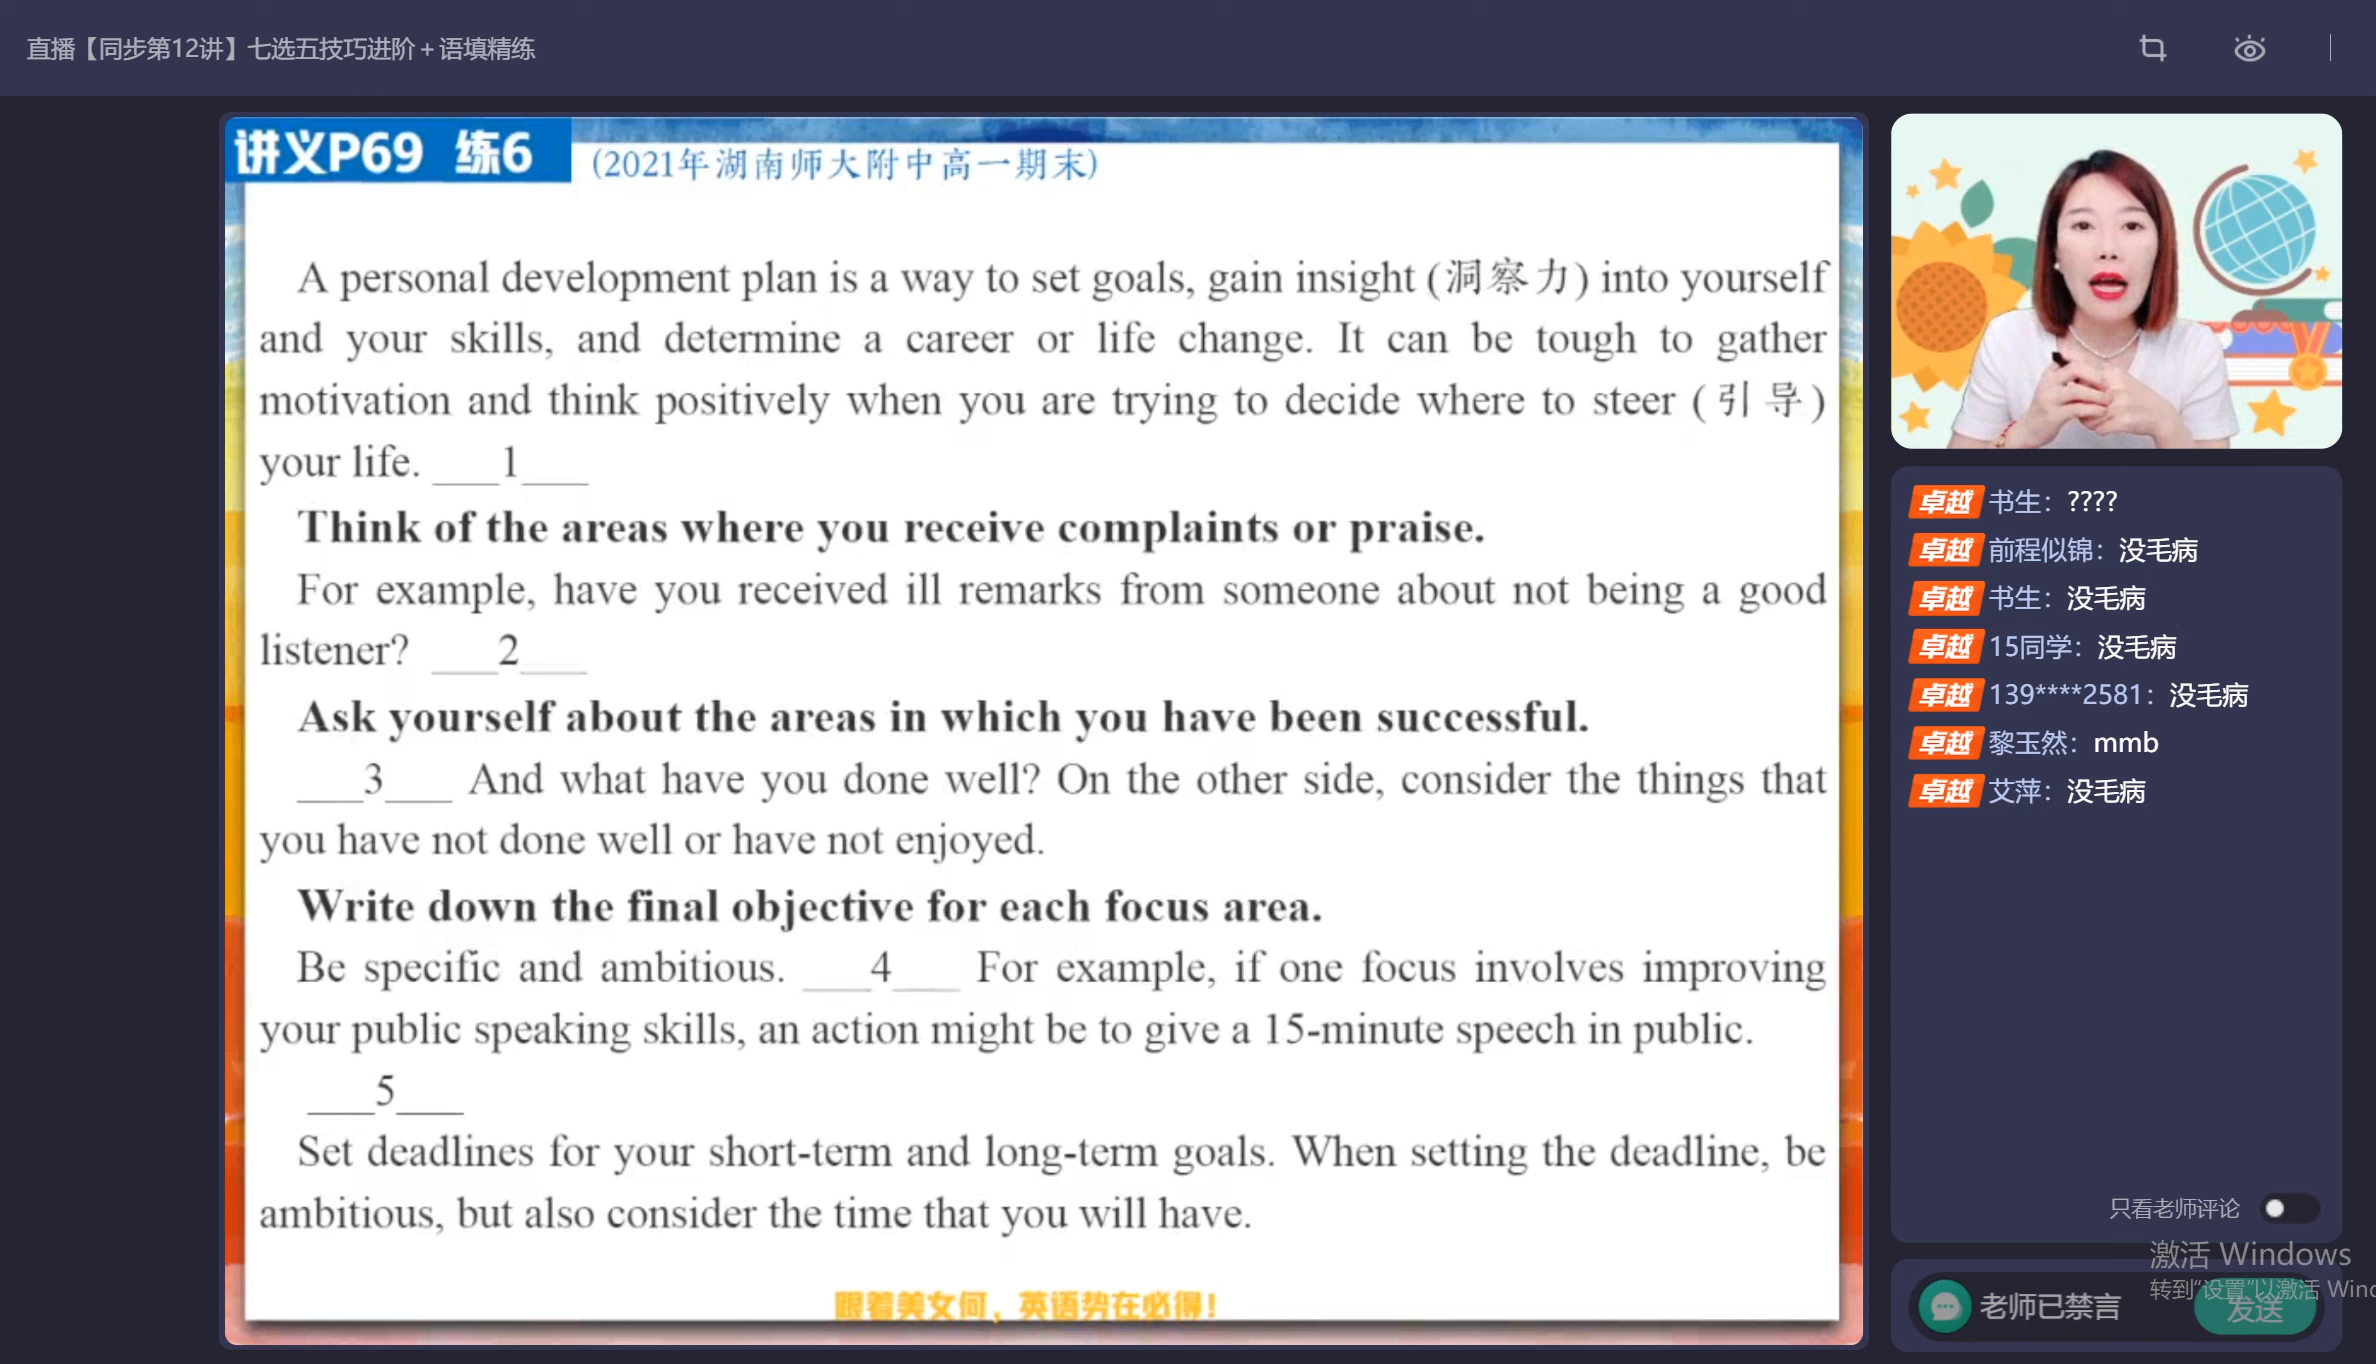 直播【同步第12讲】七选五技巧进阶+语填精练
讲义P69 练6
(2021年湖南师大附中高一期末)
A personal development plan is a way to set goals, gain insight (洞察力) into yourself
and your skills, and determine a career or life change. It can be tough to gather
motivation and think positively when you are trying to decide where to steer (引导)
your life. ___1___
Think of the areas where you receive complaints or praise.
For example, have you received ill remarks from someone about not being a good
listener? ___2___
Ask yourself about the areas in which you have been successful.
___3___ And what have you done well? On the other side, consider the things that
you have not done well or have not enjoyed.
Write down the final objective for each focus area.
Be specific and ambitious. ___4___ For example, if one focus involves improving
your public speaking skills, an action might be to give a 15-minute speech in public.
___5___
Set deadlines for your short-term and long-term goals. When setting the deadline, be
ambitious, but also consider the time that you will have.
跟着美女何，英语势在必得！
卓越 书生：????
卓越 前程似锦：没毛病
卓越 书生：没毛病
卓越 15同学：没毛病
卓越 139****2581：没毛病
卓越 黎玉然：mmb
卓越 艾萍：没毛病
只看老师评论
激活 Windows
转到"设置"以激活 Winc
老师已禁言
发送